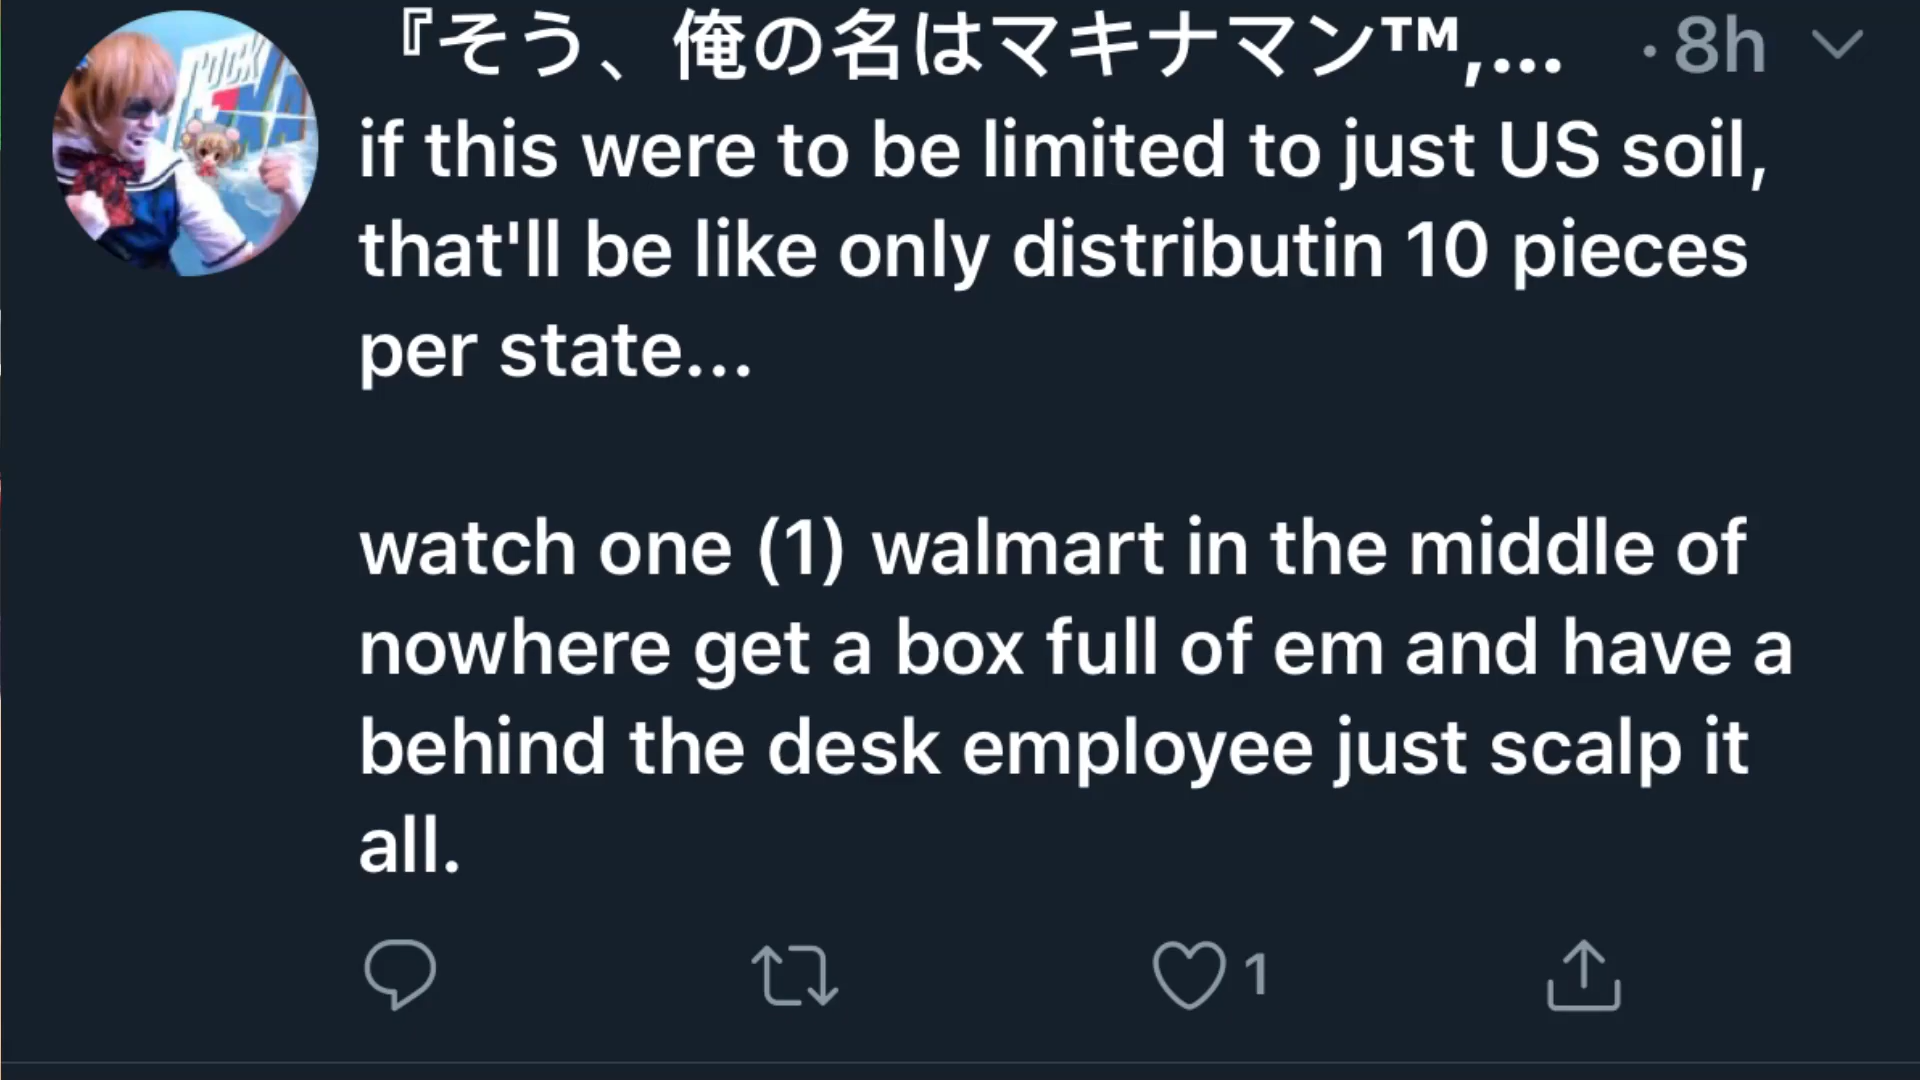 『そう、俺の名はマキナマン™,... · 8h
if this were to be limited to just US soil,
that'll be like only distributin 10 pieces
per state...
watch one (1) walmart in the middle of
nowhere get a box full of em and have a
behind the desk employee just scalp it
all.
1